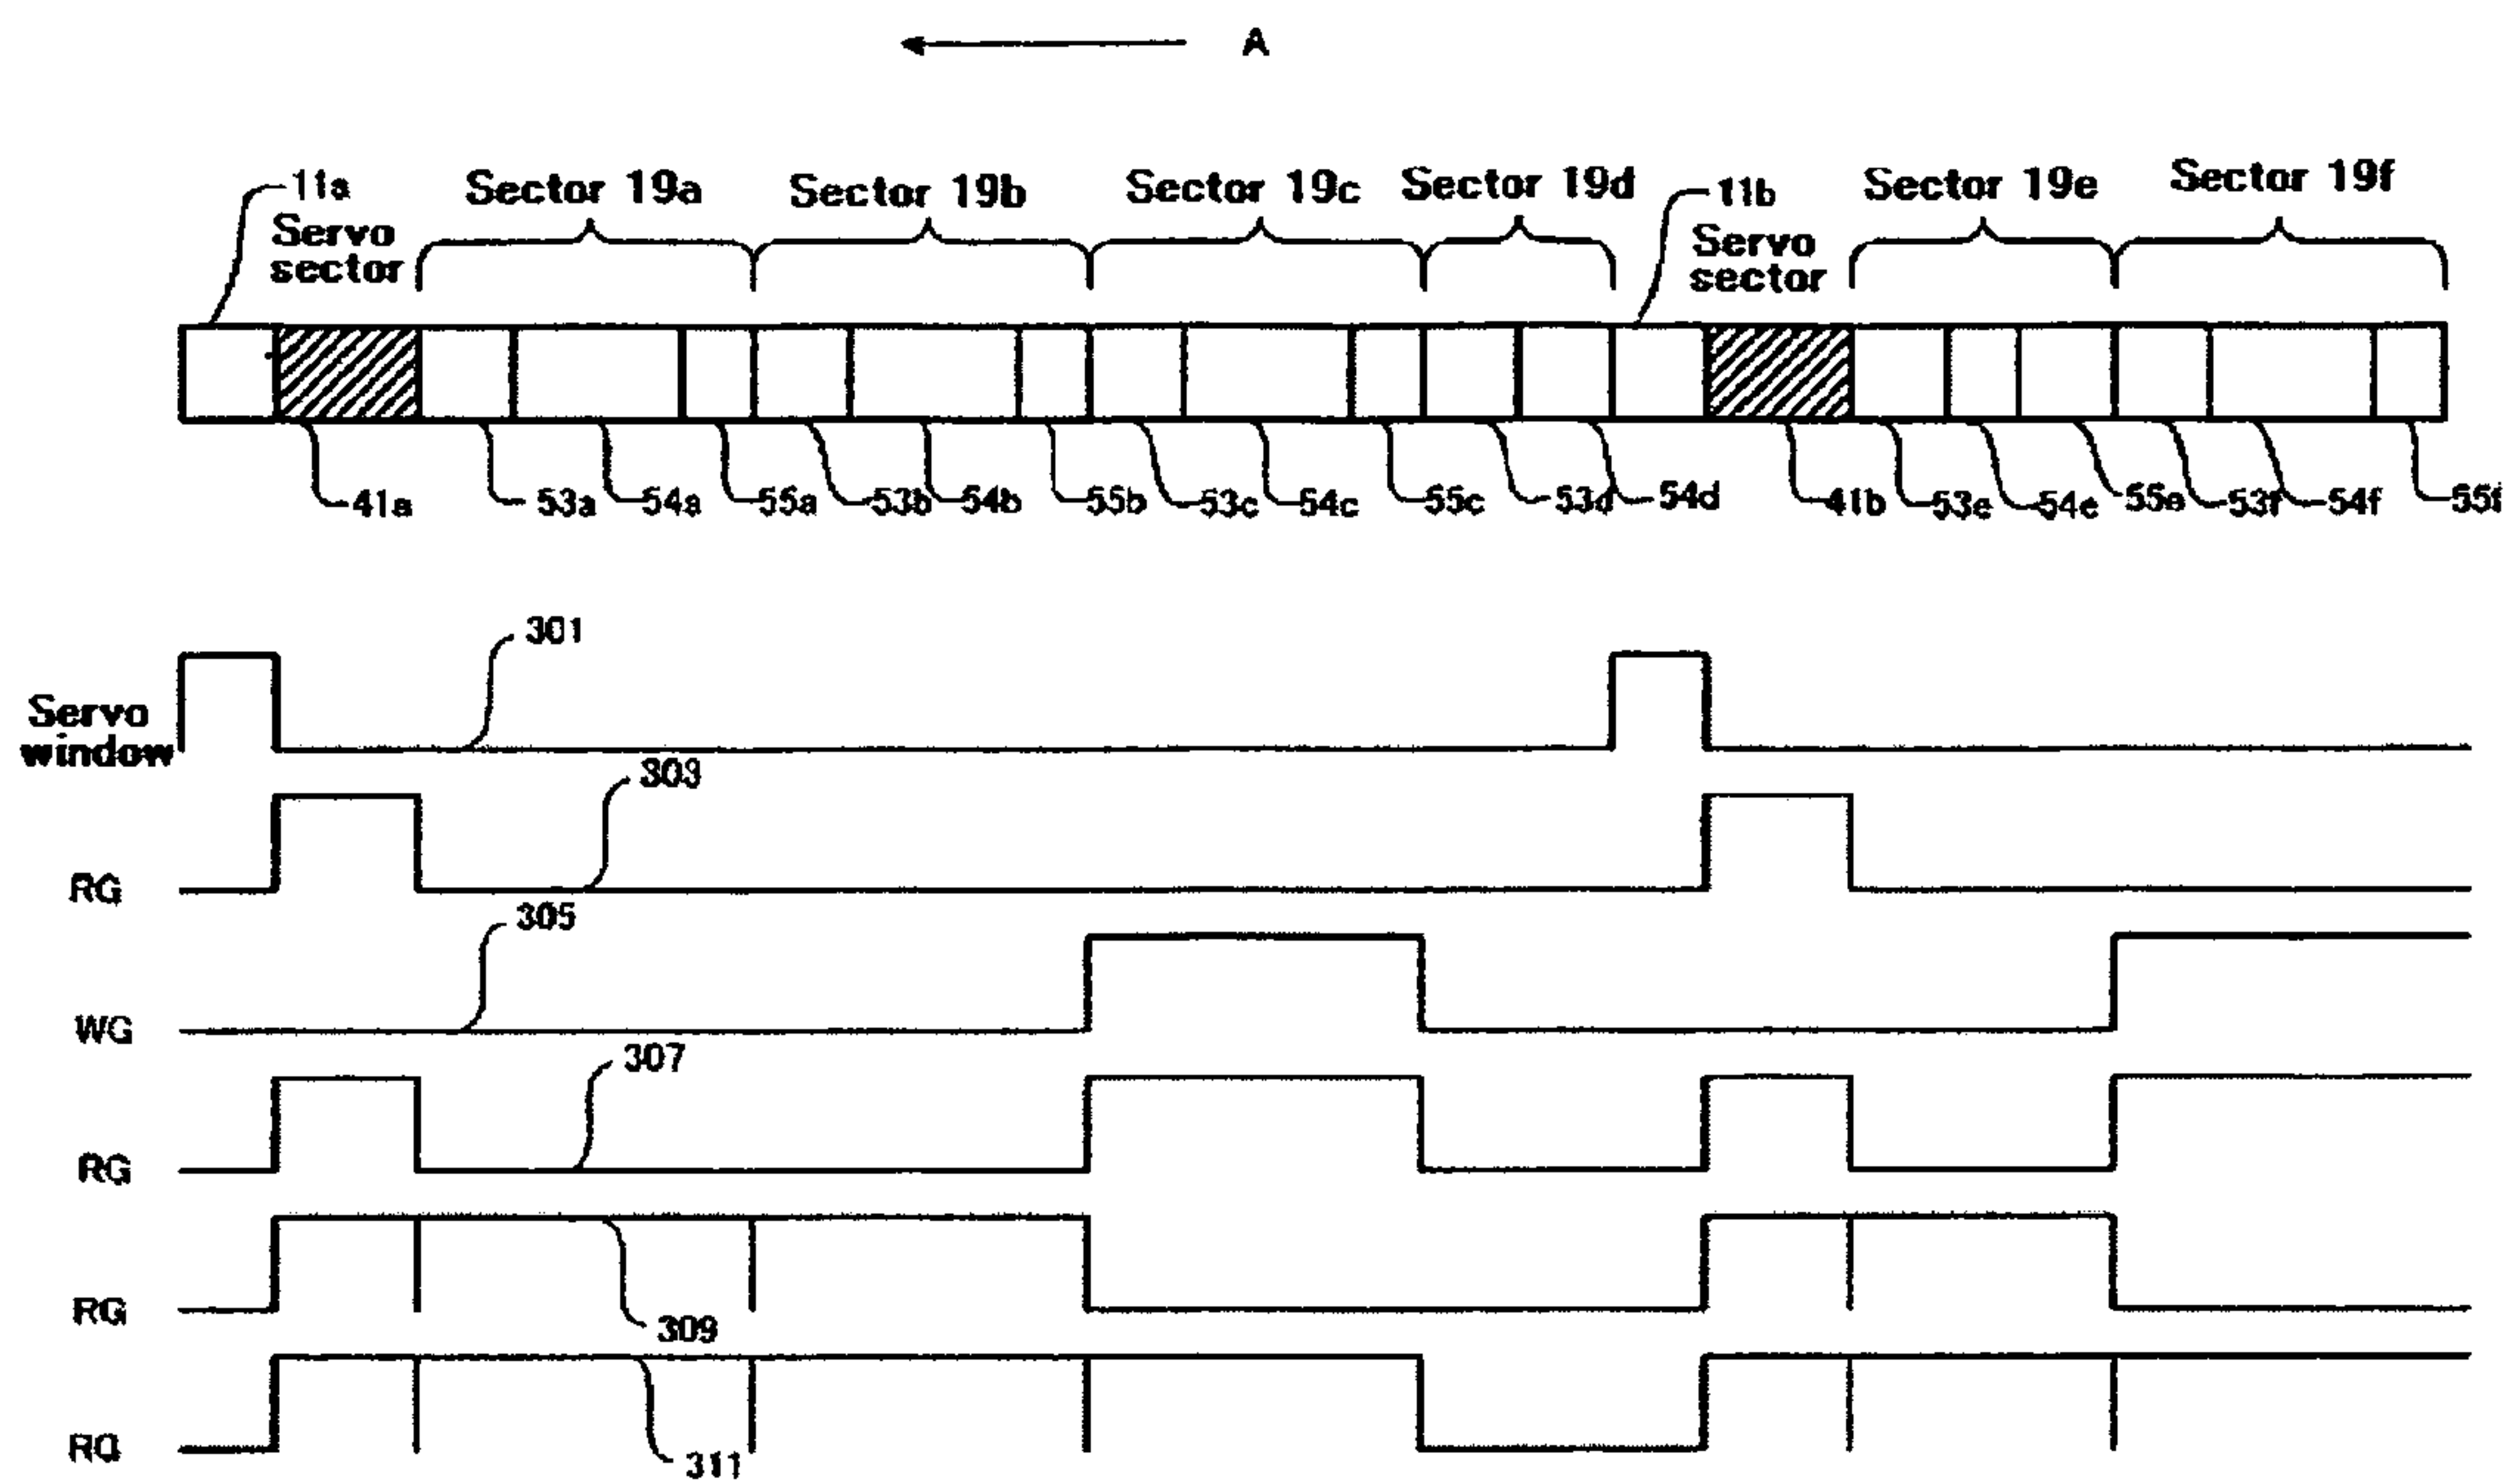 A
11a
Servo
sector
Sector 19a
Sector 19b
Sector 19c
Sector 19d
11b
Servo
sector
Sector 19e
Sector 19f
41a
53a
54a
55a
53b
54b
55b
53c
54c
55c
53d
54d
41b
53e
54e
55e
53f
54f
55f
301
Servo
window
303
RG
305
WG
307
RG
RG
309
RG
311